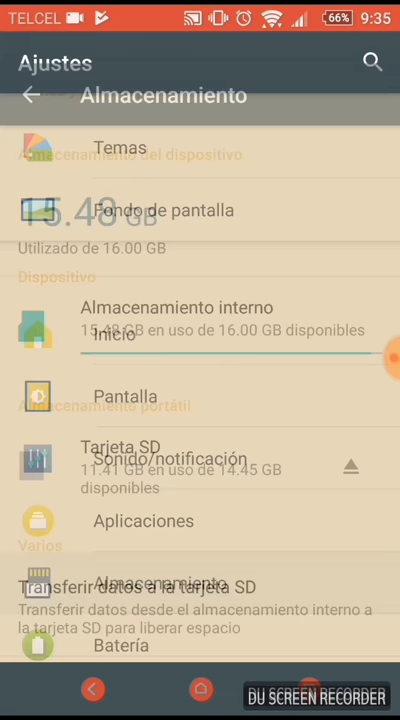 TELCEL
66% 9:35
Ajustes
Almacenamiento
Almacenamiento del dispositivo
Temas
15.48 GB
Fondo de pantalla
Utilizado de 16.00 GB
Dispositivo
Almacenamiento interno
15.48 GB en uso de 16.00 GB disponibles
Inicio
Pantalla
Almacenamiento portátil
Tarjeta SD
Sonido/notificación
11.41 GB en uso de 14.45 GB
disponibles
Aplicaciones
Varios
Almacenamiento
Transferir datos a la tarjeta SD
Transferir datos desde el almacenamiento interno a
la tarjeta SD para liberar espacio
Batería
DU SCREEN RECORDER